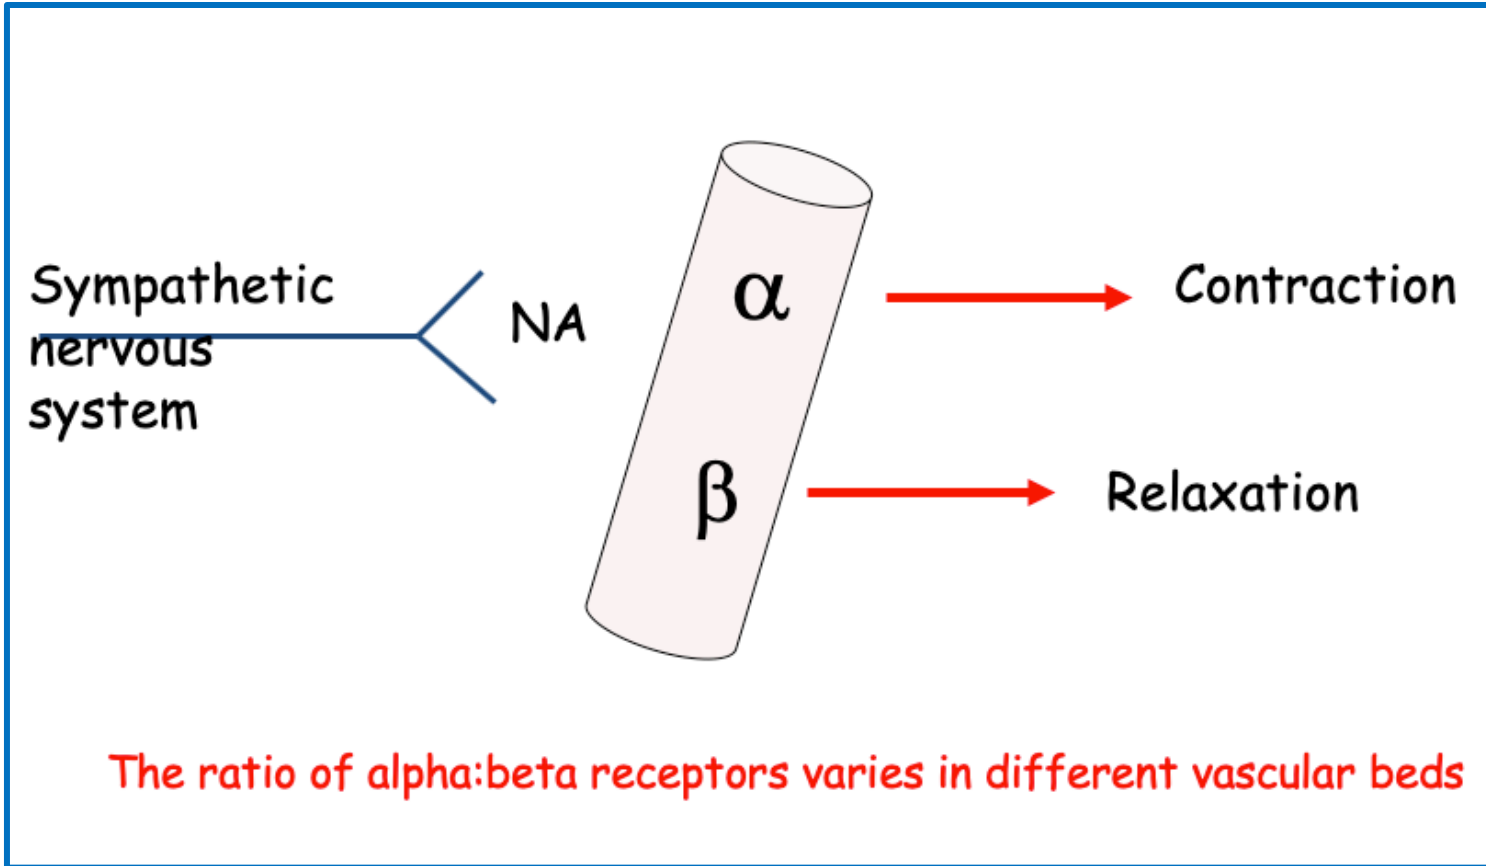 Sympathetic
nervous
system
NA
α
Contraction
β
Relaxation
The ratio of alpha:beta receptors varies in different vascular beds